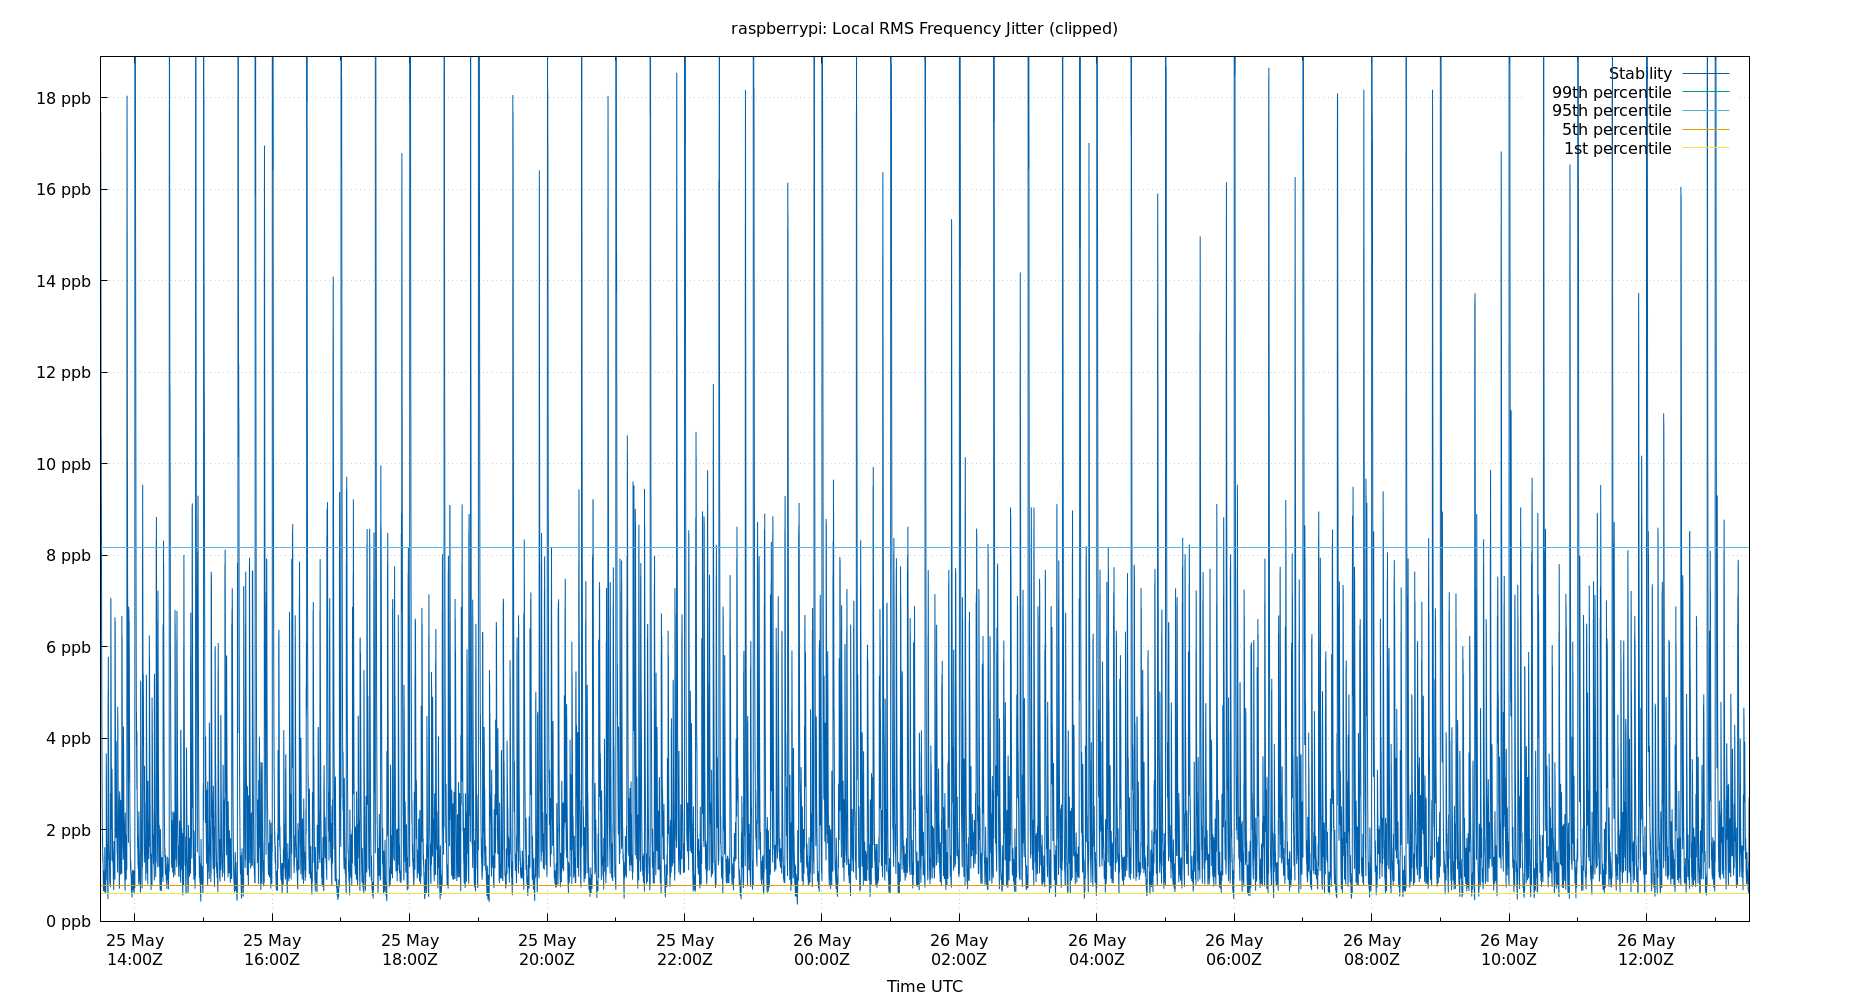 raspberrypi: Local RMS Frequency Jitter (clipped)
Stability
99th percentile
95th percentile
5th percentile
1st percentile
18 ppb
16 ppb
14 ppb
12 ppb
10 ppb
8 ppb
6 ppb
4 ppb
2 ppb
0 ppb
25 May 25 May 25 May 25 May 25 May 26 May 26 May 26 May 26 May 26 May 26 May 26 May
14:00Z 16:00Z 18:00Z 20:00Z 22:00Z 00:00Z 02:00Z 04:00Z 06:00Z 08:00Z 10:00Z 12:00Z
Time UTC